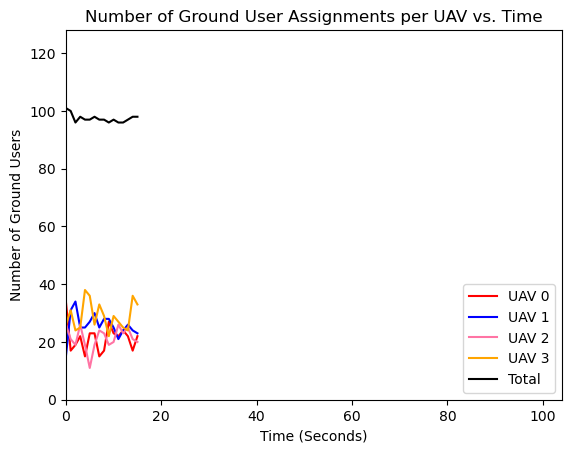 Number of Ground User Assignments per UAV vs. Time
Number of Ground Users
120
100
80
60
40
20
0
0 20 40 60 80 100
Time (Seconds)
UAV 0
UAV 1
UAV 2
UAV 3
Total